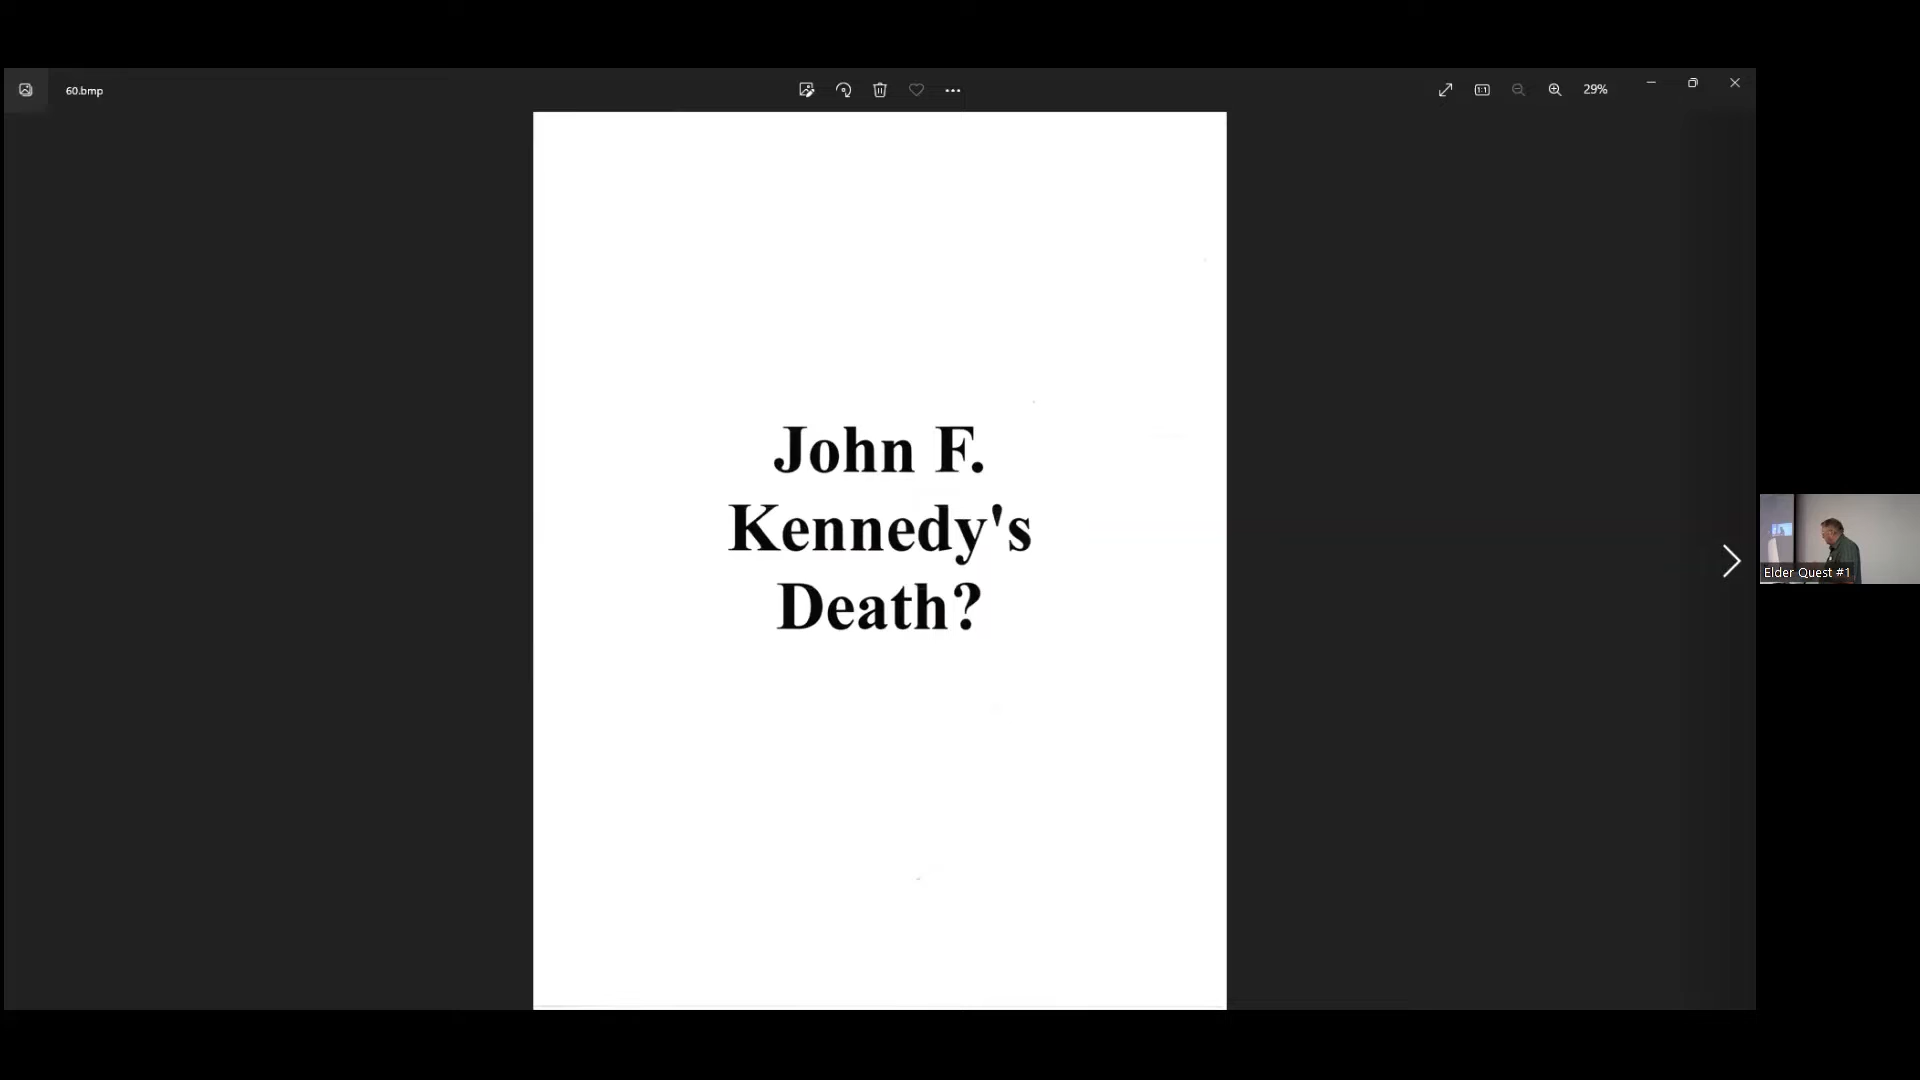 60.bmp
29%
John F.
Kennedy's
Death?
Elder Quest #1